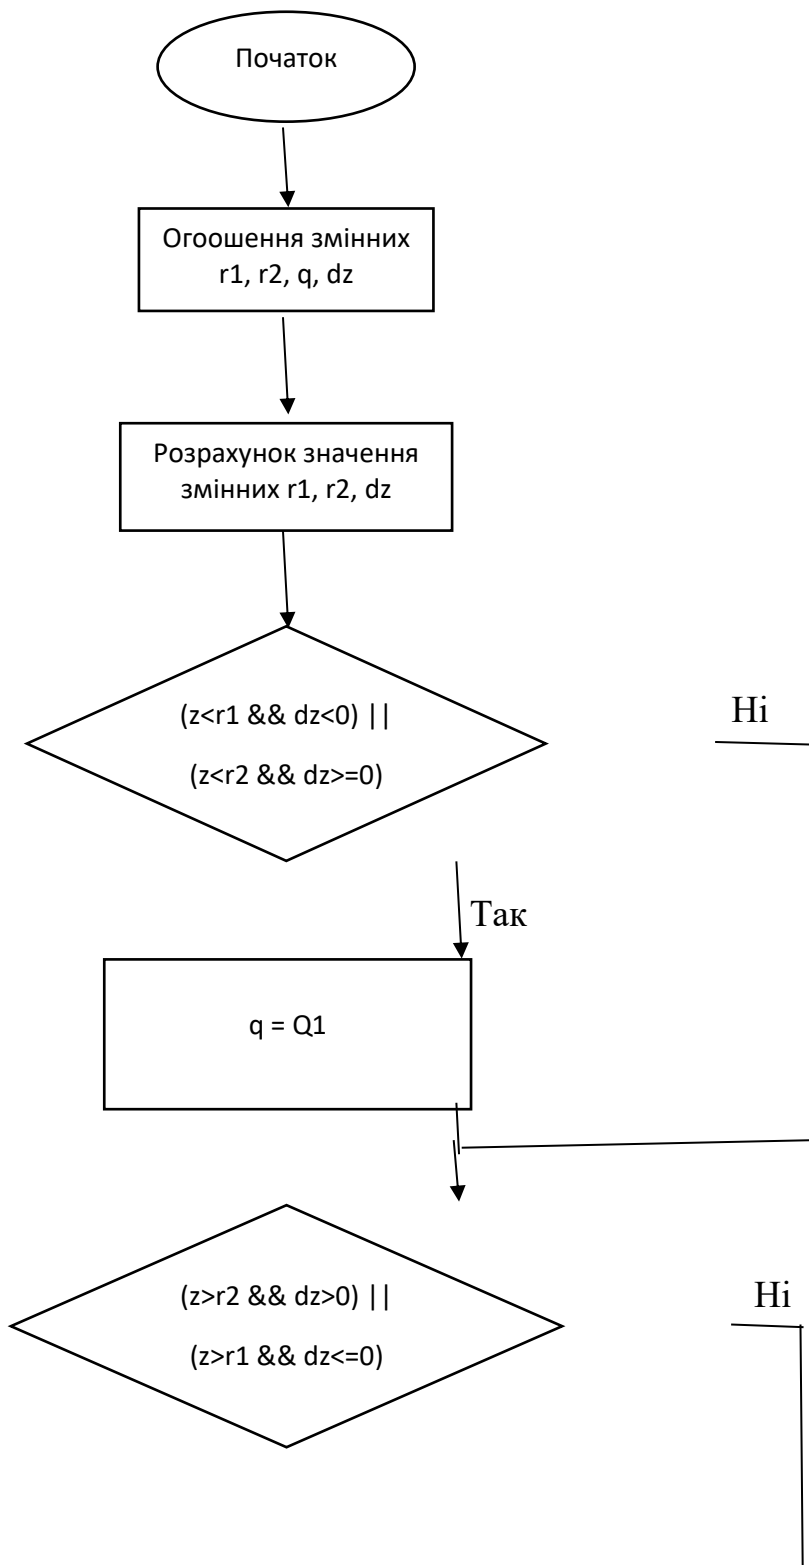 Початок
Огоошення змінних
r1, r2, q, dz
Розрахунок значення
змінних r1, r2, dz
(z<r1 && dz<0) ||
(z<r2 && dz>=0)
Ні
Так
q = Q1
(z>r2 && dz>0) ||
(z>r1 && dz<=0)
Ні